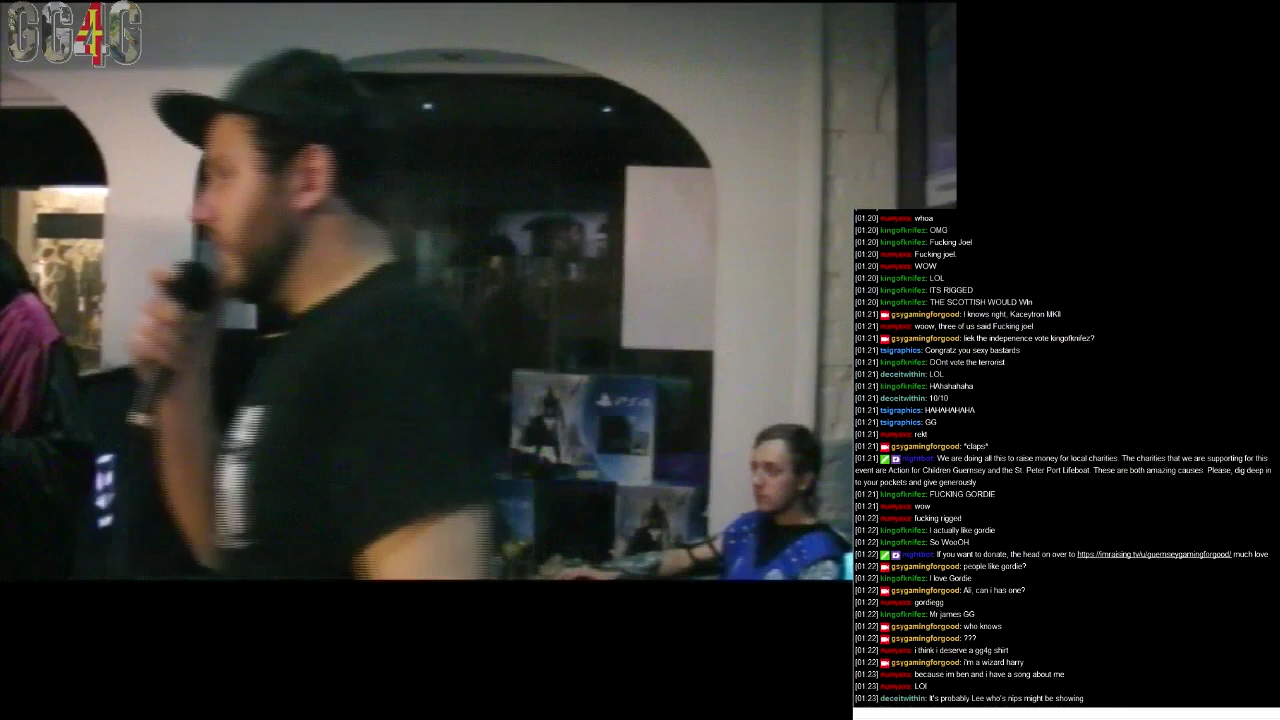 GG4G
[01:20] whoa
[01:20] kingofknifez: OMG
[01:20] kingofknifez: Fucking Joel
[01:20] Fucking joel.
[01:20] WOW
[01:20] kingofknifez: LOL
[01:20] kingofknifez: ITS RIGGED
[01:20] kingofknifez: THE SCOTTISH WOULD WIn
[01:21] gsygamingforgood: I knows right, Kaceytron MKII
[01:21] woow, three of us said Fucking joel
[01:21] gsygamingforgood: liek the indepenence vote kingofknifez?
[01:21] tsigraphics: Congratz you sexy bastards
[01:21] kingofknifez: DOnt vote the terrorist
[01:21] deceitwithin: LOL
[01:21] kingofknifez: HAhahahaha
[01:21] deceitwithin: 10/10
[01:21] tsigraphics: HAHAHAHAHA
[01:21] tsigraphics: GG
[01:21] rekt
[01:21] gsygamingforgood: *claps*
[01:21] nightbot: We are doing all this to raise money for local charities. The charities that we are supporting for this
event are Action for Children Guernsey and the St. Peter Port Lifeboat. These are both amazing causes. Please, dig deep in
to your pockets and give generously
[01:21] kingofknifez: FUCKING GORDIE
[01:21] wow
[01:22] fucking rigged
[01:22] kingofknifez: I actually like gordie
[01:22] kingofknifez: So WooOH
[01:22] nightbot: If you want to donate, the head on over to https://imraising.tv/u/guernseygamingforgood/ much love
[01:22] gsygamingforgood: people like gordie?
[01:22] kingofknifez: I love Gordie
[01:22] gsygamingforgood: Ali, can i has one?
[01:22] gordiegg
[01:22] kingofknifez: Mr james GG
[01:22] gsygamingforgood: who knows
[01:22] gsygamingforgood: ???
[01:22] i think i deserve a gg4g shirt
[01:22] gsygamingforgood: i'm a wizard harry
[01:23] because im ben and i have a song about me
[01:23] LOl
[01:23] deceitwithin: It's probably Lee who's nips might be showing